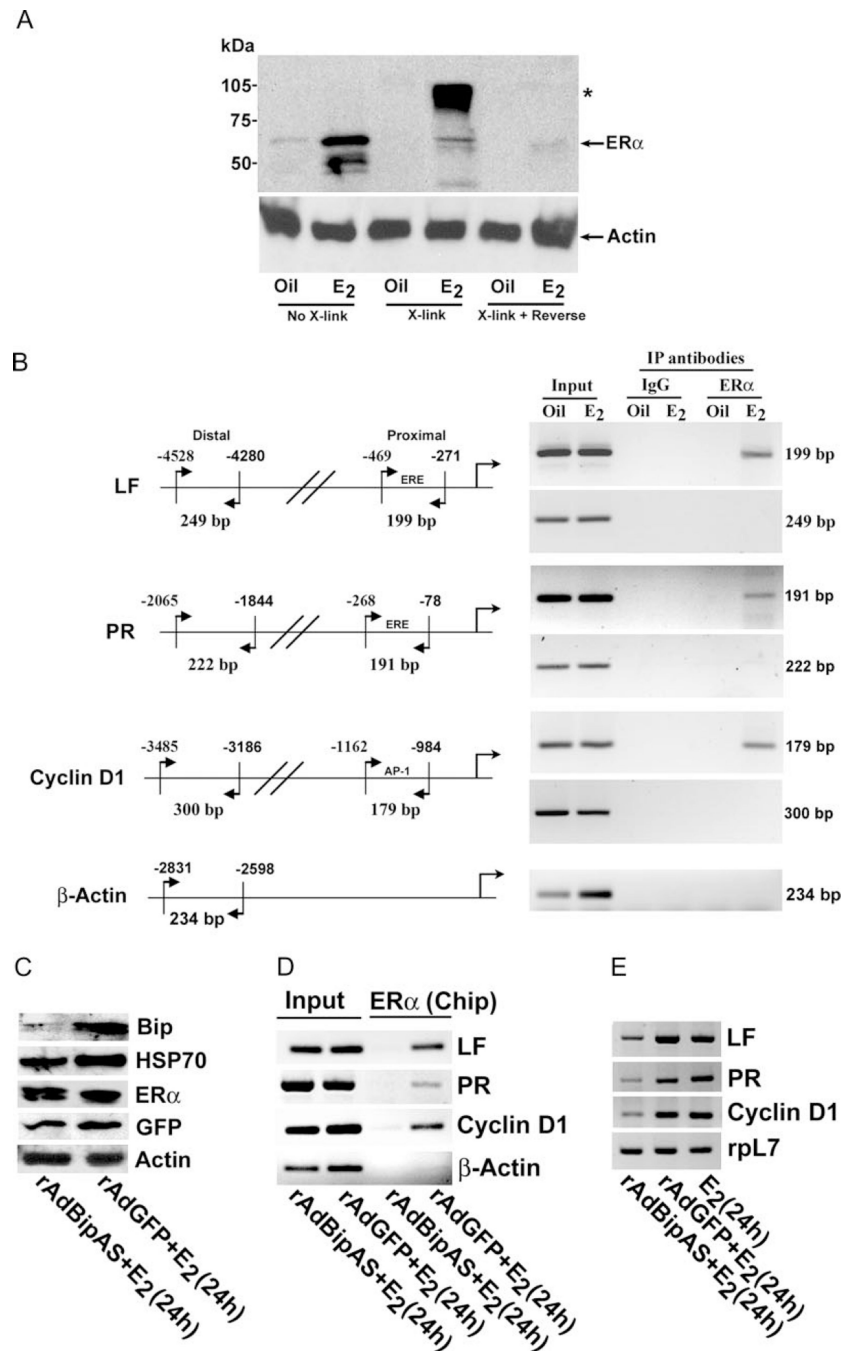 A
kDa
105-
75-
50-
*
ERα
Actin
Oil E2 Oil E2 Oil E2
No X-link X-link X-link + Reverse
B
IP antibodies
Input IgG ERα
Oil E2 Oil E2 Oil E2
Distal Proximal
-4528 -4280 -469 -271
ERE
LF
249 bp 199 bp
199 bp
249 bp
-2065 -1844 -268 -78
ERE
PR
222 bp 191 bp
191 bp
222 bp
-3485 -3186 -1162 -984
AP-1
Cyclin D1
300 bp 179 bp
179 bp
300 bp
-2831 -2598
β-Actin
234 bp
234 bp
C
Bip
HSP70
ERα
GFP
Actin
rAdBipAS+E2(24h)
rAdGFP+E2(24h)
D
Input ERα (Chip)
LF
PR
Cyclin D1
β-Actin
rAdBipAS+E2(24h)
rAdGFP+E2(24h)
rAdBipAS+E2(24h)
rAdGFP+E2(24h)
E
LF
PR
Cyclin D1
rpL7
rAdBipAS+E2(24h)
rAdGFP+E2(24h)
E2(24h)